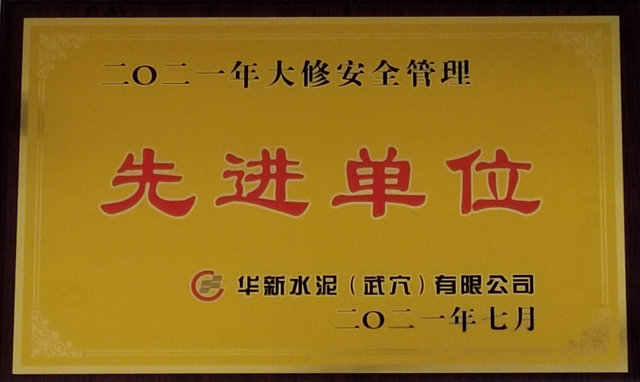 二〇二一年大修安全管理
先进单位
华新水泥（武穴）有限公司
二〇二一年七月